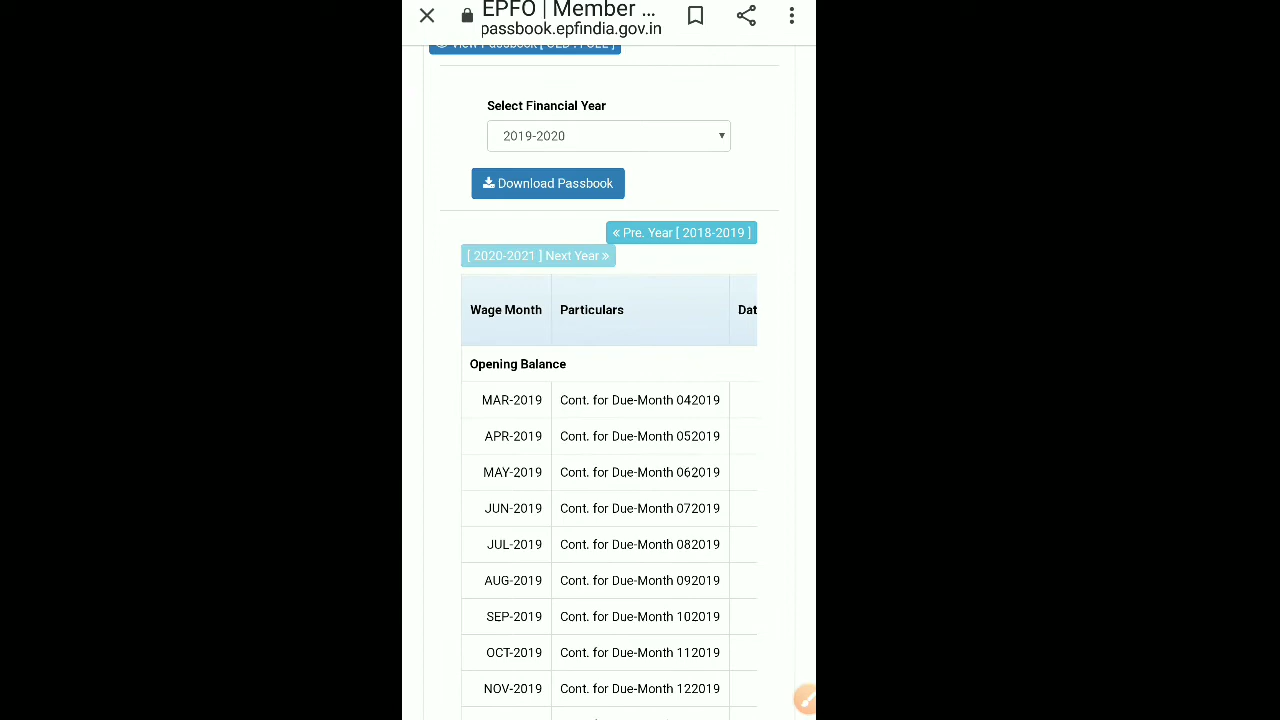 EPFO | Member ...
passbook.epfindia.gov.in
Select Financial Year
2019-2020
Download Passbook
« Pre. Year [ 2018-2019 ]
[ 2020-2021 ] Next Year »
Wage Month Particulars Dat
Opening Balance
MAR-2019 Cont. for Due-Month 042019
APR-2019 Cont. for Due-Month 052019
MAY-2019 Cont. for Due-Month 062019
JUN-2019 Cont. for Due-Month 072019
JUL-2019 Cont. for Due-Month 082019
AUG-2019 Cont. for Due-Month 092019
SEP-2019 Cont. for Due-Month 102019
OCT-2019 Cont. for Due-Month 112019
NOV-2019 Cont. for Due-Month 122019